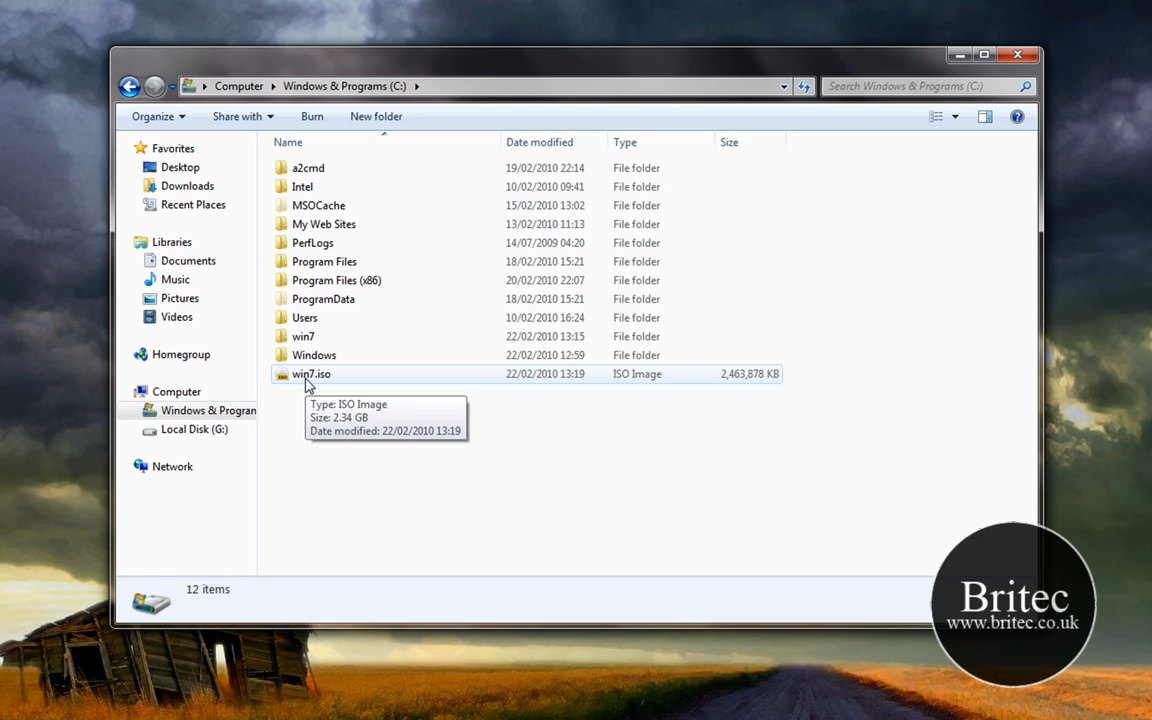 Computer Windows & Programs (C:)
Search Windows & Programs (C:)
Organize Share with Burn New folder
Name Date modified Type Size
Favorites
Desktop
Downloads
Recent Places
Libraries
Documents
Music
Pictures
Videos
Homegroup
Computer
Windows & Program
Local Disk (G:)
Network
a2cmd 19/02/2010 22:14 File folder
Intel 10/02/2010 09:41 File folder
MSOCache 15/02/2010 13:02 File folder
My Web Sites 13/02/2010 11:13 File folder
PerfLogs 14/07/2009 04:20 File folder
Program Files 18/02/2010 15:21 File folder
Program Files (x86) 20/02/2010 22:07 File folder
ProgramData 18/02/2010 15:21 File folder
Users 10/02/2010 16:24 File folder
win7 22/02/2010 13:15 File folder
Windows 22/02/2010 12:59 File folder
win7.iso 22/02/2010 13:19 ISO Image 2,463,878 KB
Type: ISO Image
Size: 2.34 GB
Date modified: 22/02/2010 13:19
12 items
Britec
www.britec.co.uk